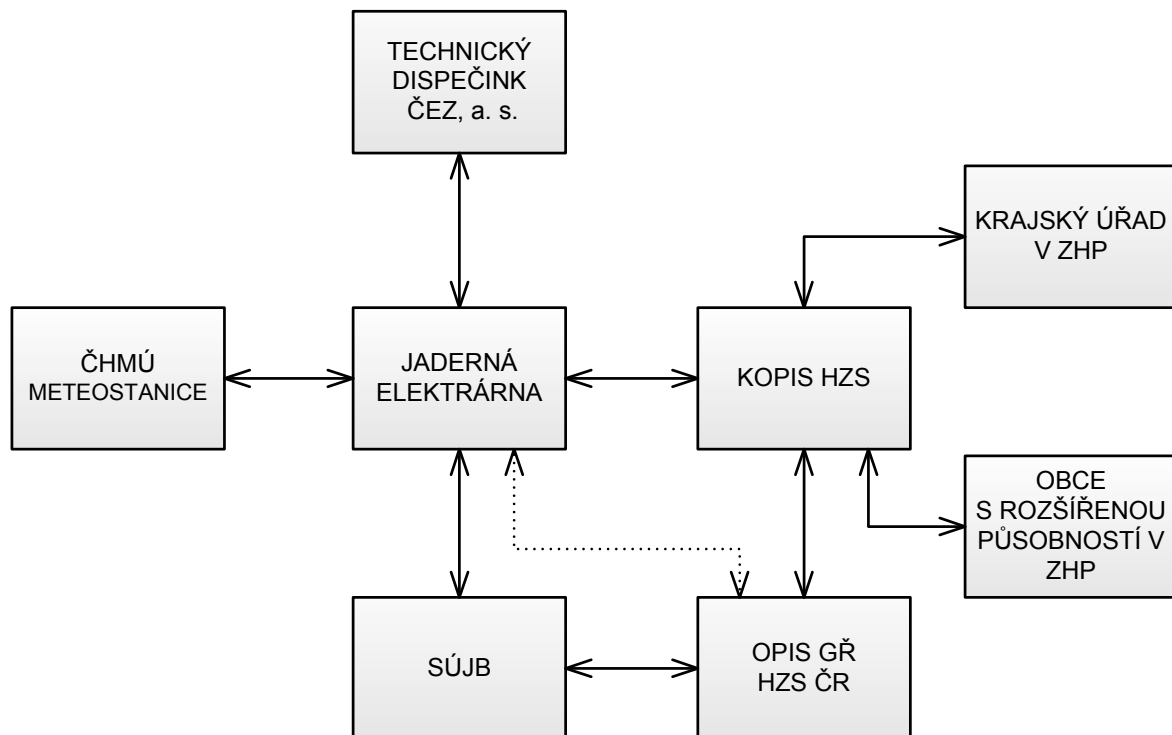 TECHNICKÝ
DISPEČINK
ČEZ, a. s.
KRAJSKÝ ÚŘAD
V ZHP
ČHMÚ
METEOSTANICE
JADERNÁ
ELEKTRÁRNA
KOPIS HZS
OBCE
S ROZŠÍŘENOU
PŮSOBNOSTÍ V
ZHP
SÚJB
OPIS GŘ
HZS ČR